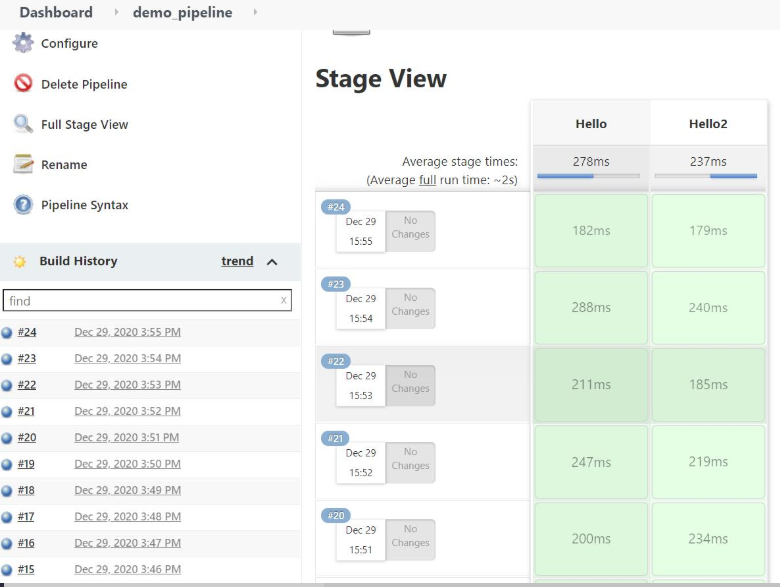 Dashboard demo_pipeline
Configure
Delete Pipeline
Full Stage View
Rename
Pipeline Syntax
Build History trend
find x
#24 Dec 29, 2020 3:55 PM
#23 Dec 29, 2020 3:54 PM
#22 Dec 29, 2020 3:53 PM
#21 Dec 29, 2020 3:52 PM
#20 Dec 29, 2020 3:51 PM
#19 Dec 29, 2020 3:50 PM
#18 Dec 29, 2020 3:49 PM
#17 Dec 29, 2020 3:48 PM
#16 Dec 29, 2020 3:47 PM
#15 Dec 29, 2020 3:46 PM
Stage View
Hello Hello2
Average stage times: 278ms 237ms
(Average full run time: ~2s)
#24
Dec 29 No
15:55 Changes
182ms 179ms
#23
Dec 29 No
15:54 Changes
288ms 240ms
#22
Dec 29 No
15:53 Changes
211ms 185ms
#21
Dec 29 No
15:52 Changes
247ms 219ms
#20
Dec 29 No
15:51 Changes
200ms 234ms